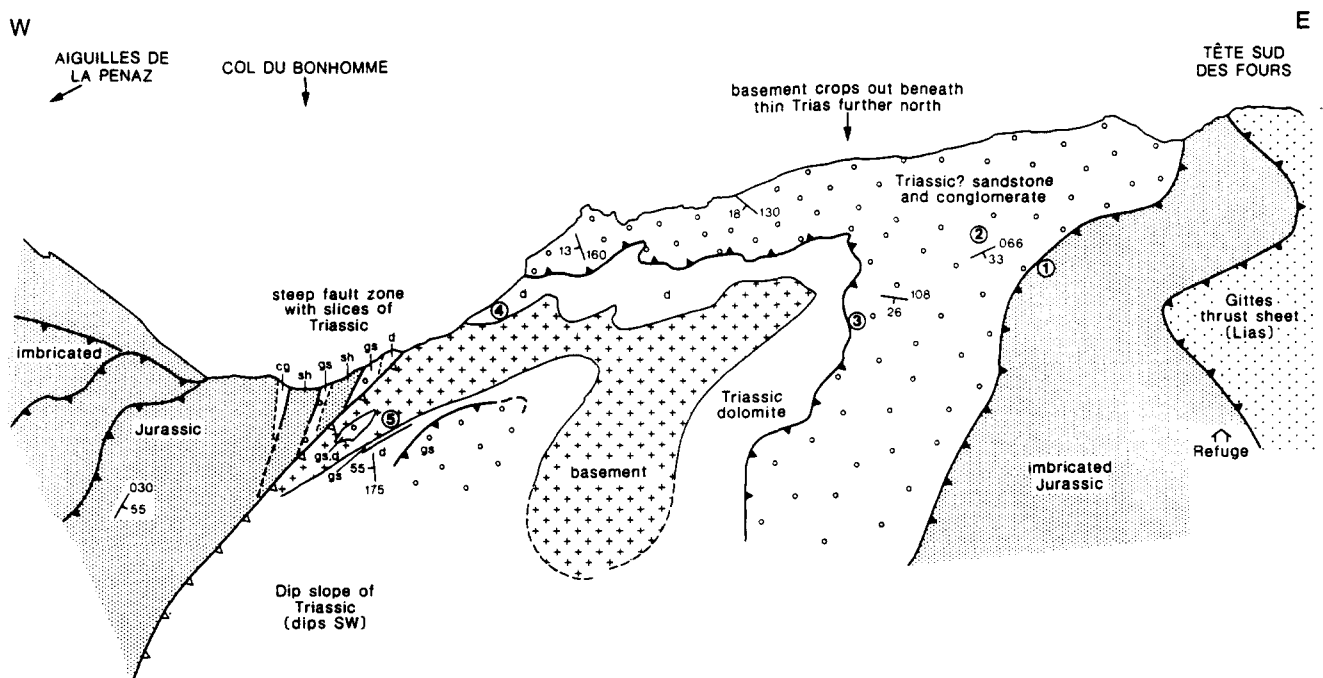 W
E
AIGUILLES DE
LA PENAZ
COL DU BONHOMME
TÊTE SUD
DES FOURS
basement crops out beneath
thin Trias further north
Triassic? sandstone
and conglomerate
18 130
13 160
2
066
33
1
steep fault zone
with slices of
Triassic
d
d
4
108
26
3
Gittes
thrust sheet
(Lias)
imbricated
cg
sh
gs
sh
gs
d
Triassic
dolomite
Jurassic
5
gs,d
d
gs
gs
55
175
basement
Refuge
imbricated
Jurassic
030
55
Dip slope of
Triassic
(dips SW)